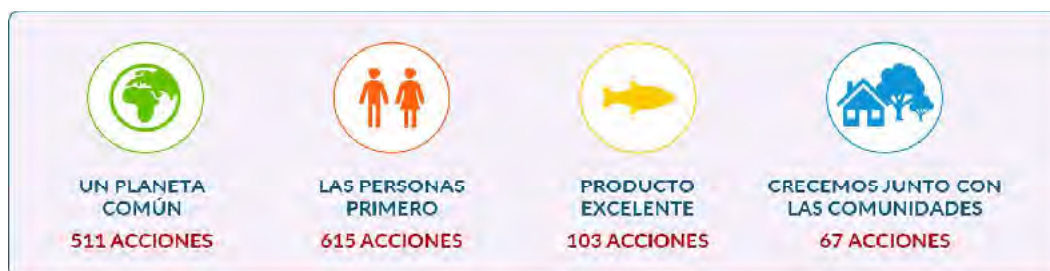 UN PLANETA
COMÚN
511 ACCIONES
LAS PERSONAS
PRIMERO
615 ACCIONES
PRODUCTO
EXCELENTE
103 ACCIONES
CRECEMOS JUNTO CON
LAS COMUNIDADES
67 ACCIONES